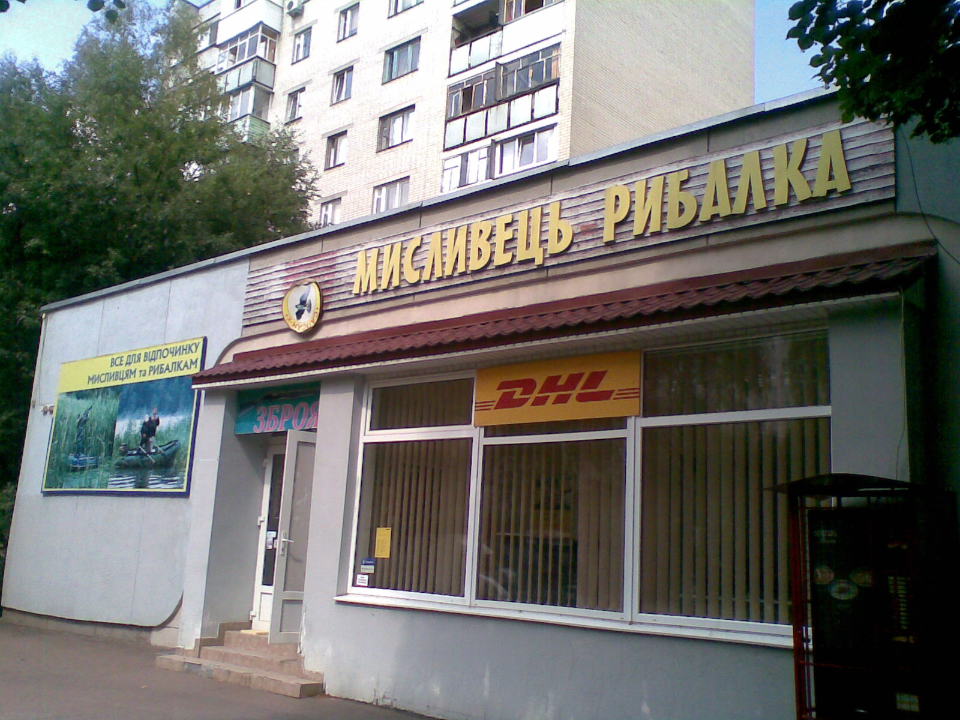 МИСЛИВЕЦЬ РИБАЛКА
ВСЕ ДЛЯ ВІДПОЧИНКУ
МИСЛИВЦЯМ та РИБАЛКАМ
ЗБРОЯ
DHL